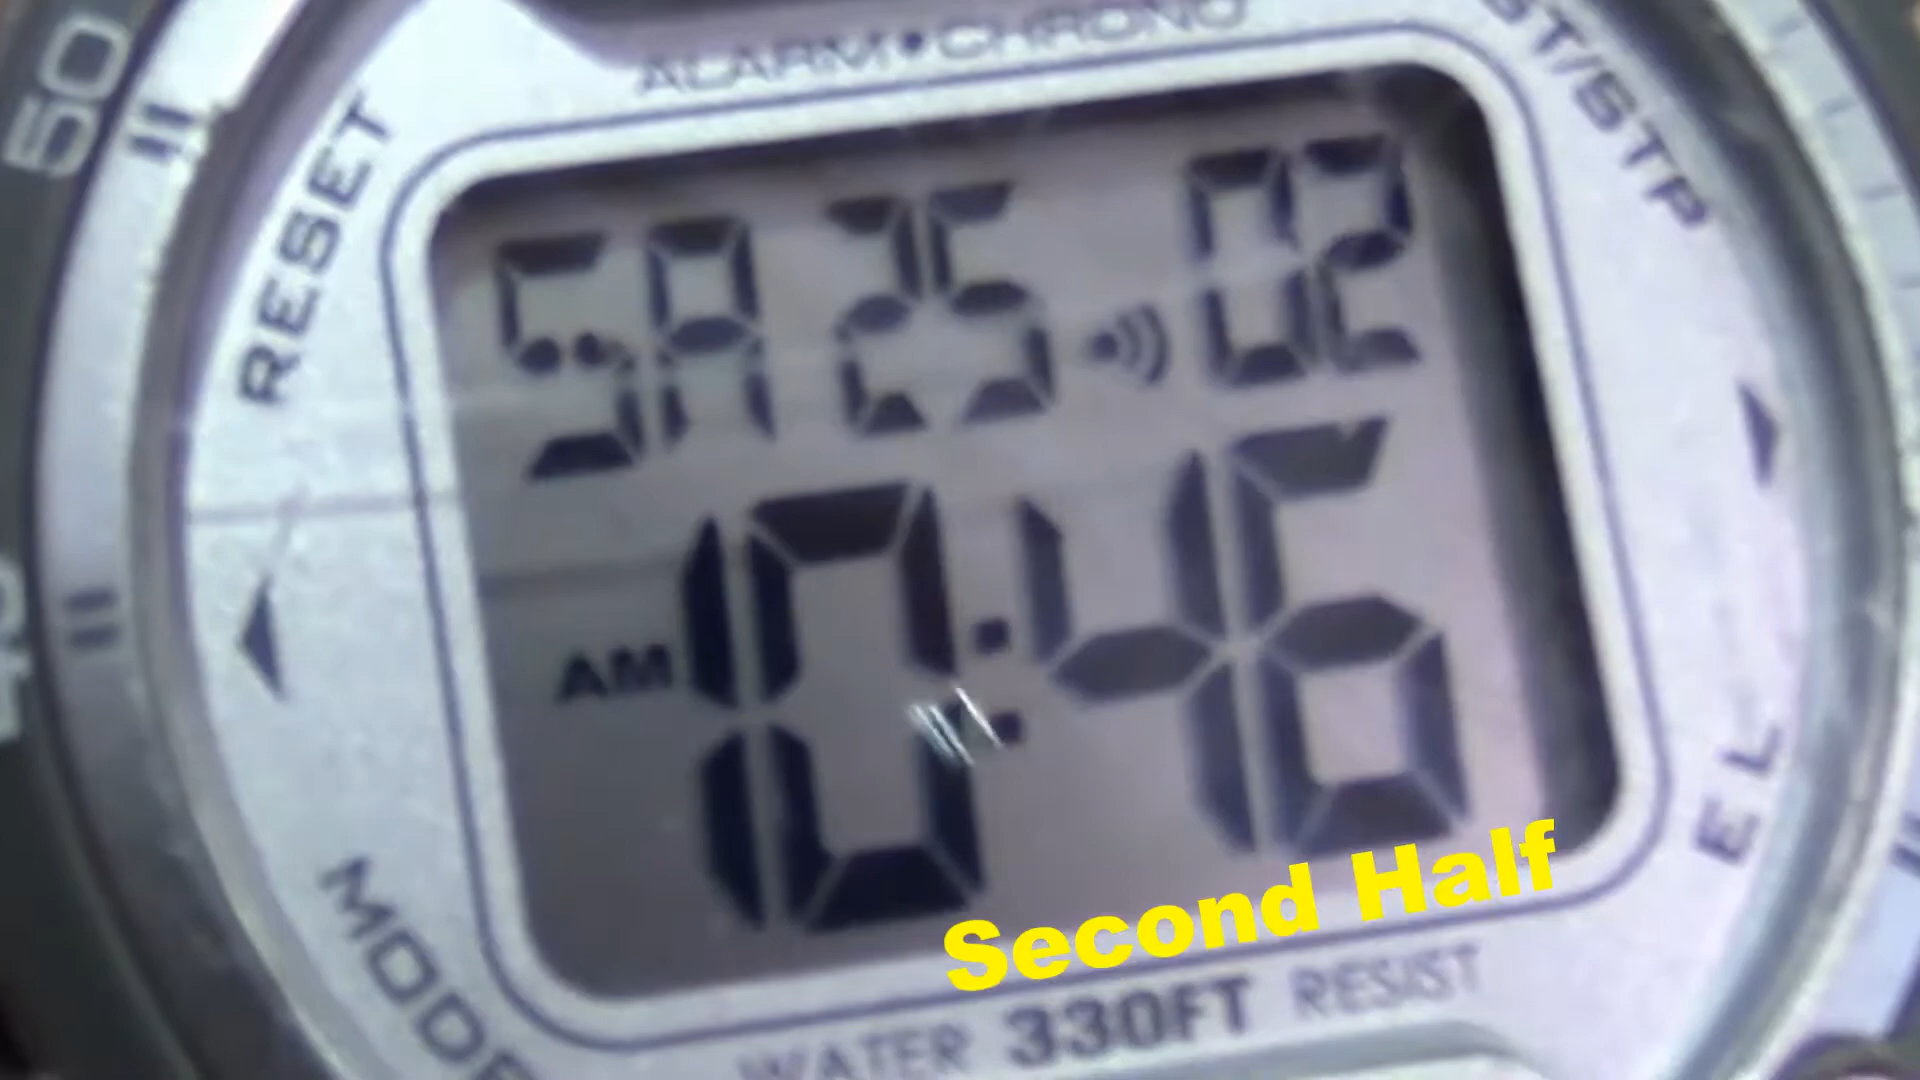 50
ALARM•CHRONO
ST/STP
RESET
SA 25 02
AM 10:46
EL
MODE
Second Half
WATER 330FT RESIST